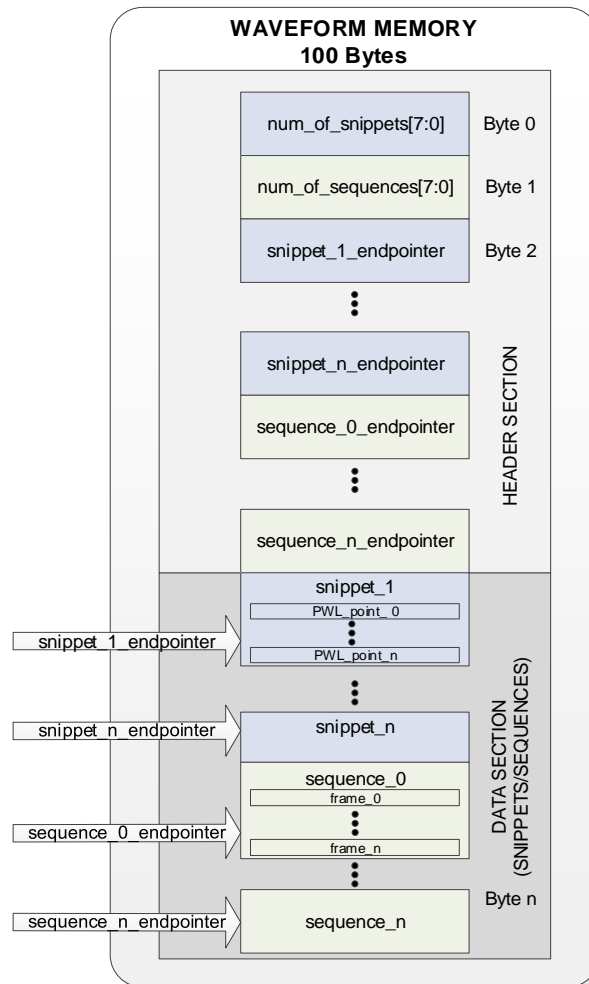 WAVEFORM MEMORY
100 Bytes
num_of_snippets[7:0]
Byte 0
num_of_sequences[7:0]
Byte 1
snippet_1_endpointer
Byte 2
snippet_n_endpointer
sequence_0_endpointer
sequence_n_endpointer
HEADER SECTION
snippet_1
PWL_point_ 0
PWL_point_n
snippet_1_endpointer
snippet_n
snippet_n_endpointer
sequence_0
frame_0
frame_n
sequence_0_endpointer
DATA SECTION
(SNIPPETS/SEQUENCES)
Byte n
sequence_n
sequence_n_endpointer